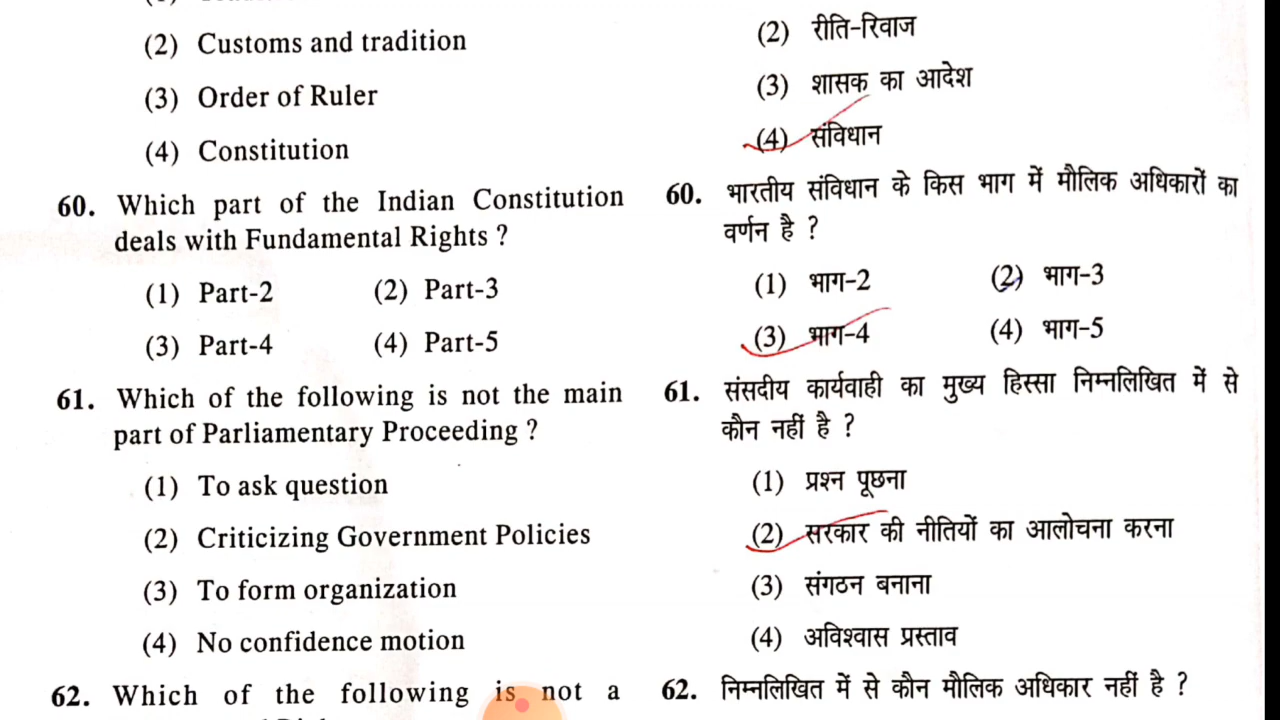 (2) Customs and tradition
(3) Order of Ruler
(4) Constitution
60. Which part of the Indian Constitution
deals with Fundamental Rights ?
(1) Part-2 (2) Part-3
(3) Part-4 (4) Part-5
61. Which of the following is not the main
part of Parliamentary Proceeding ?
(1) To ask question
(2) Criticizing Government Policies
(3) To form organization
(4) No confidence motion
62. Which of the following is not a
(2) रीति-रिवाज
(3) शासक का आदेश
(4) संविधान
60. भारतीय संविधान के किस भाग में मौलिक अधिकारों का
वर्णन है ?
(1) भाग-2 (2) भाग-3
(3) भाग-4 (4) भाग-5
61. संसदीय कार्यवाही का मुख्य हिस्सा निम्नलिखित में से
कौन नहीं है ?
(1) प्रश्न पूछना
(2) सरकार की नीतियों का आलोचना करना
(3) संगठन बनाना
(4) अविश्वास प्रस्ताव
62. निम्नलिखित में से कौन मौलिक अधिकार नहीं है ?